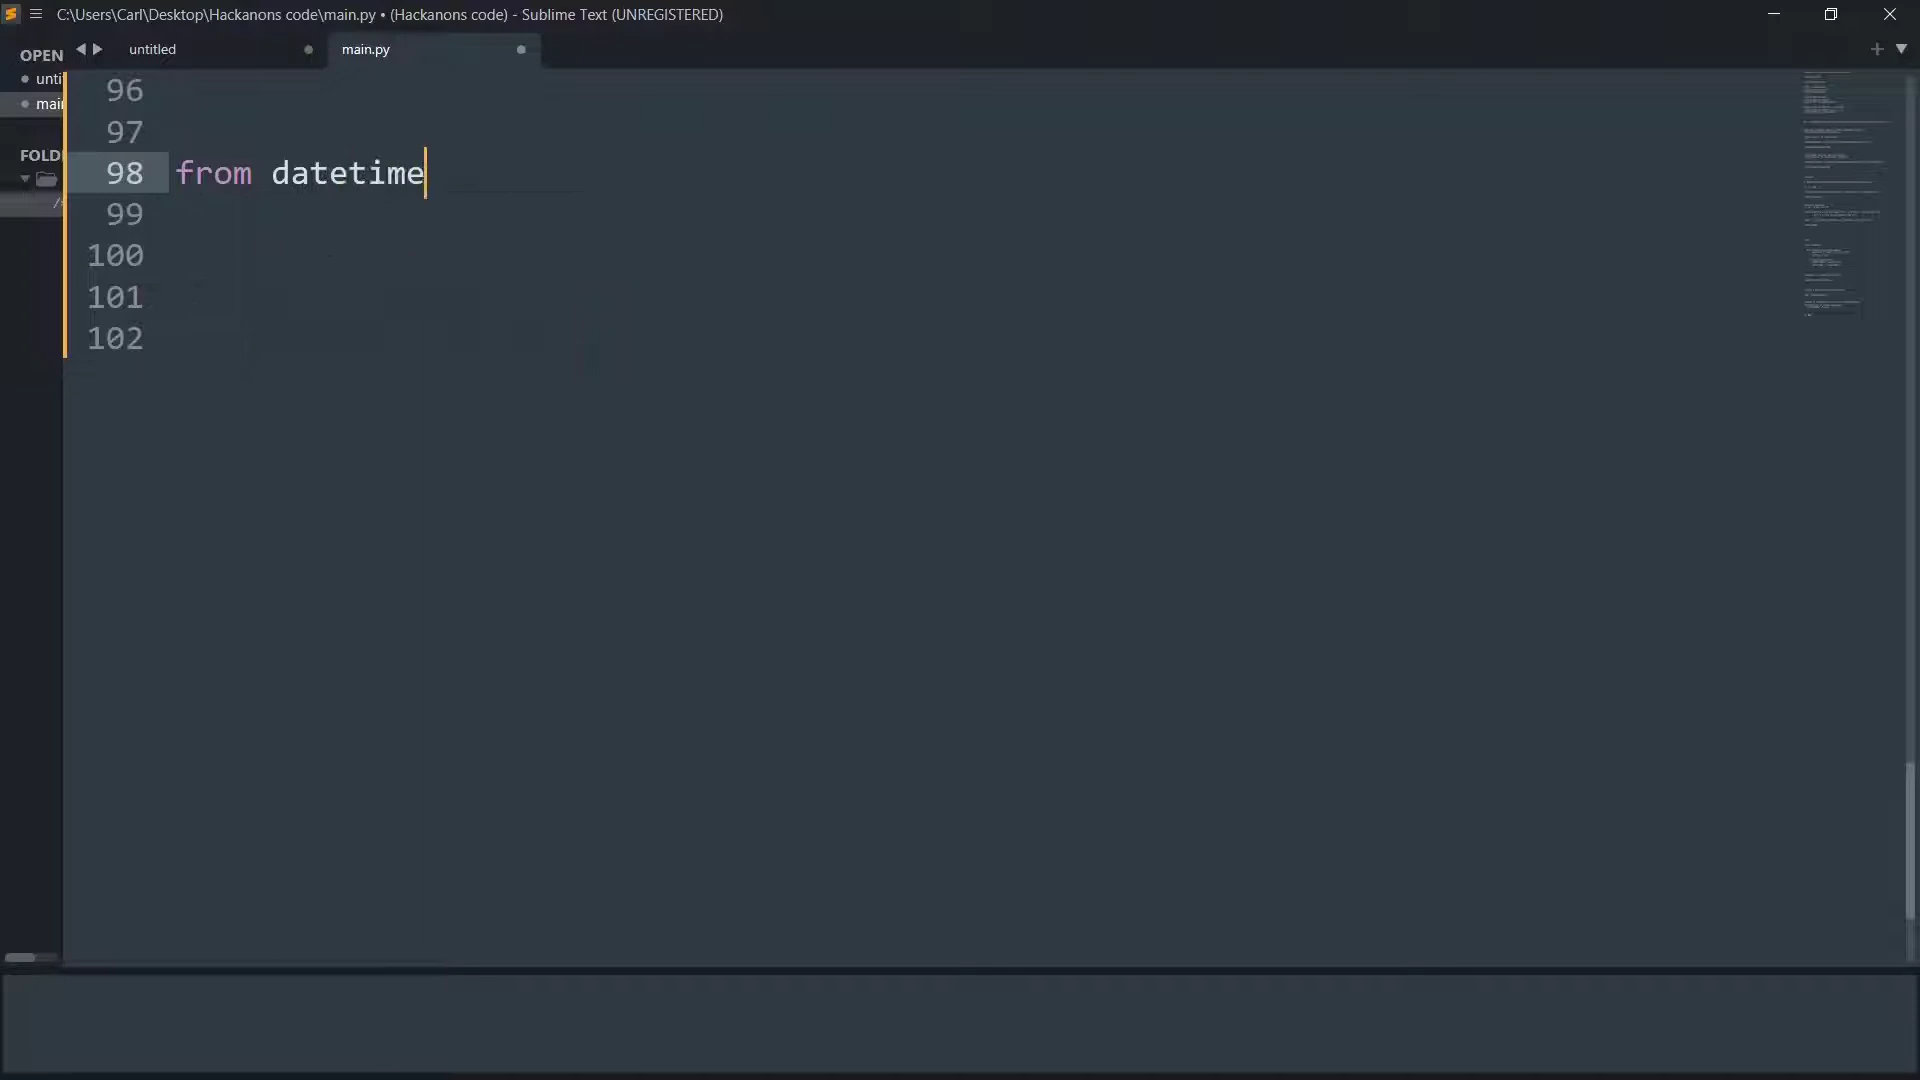 C:\Users\Carl\Desktop\Hackanons code\main.py • (Hackanons code) - Sublime Text (UNREGISTERED)
OPEN
untitled
main.py
unti
mai
FOLD
/*
96
97
98 from datetime
99
100
101
102